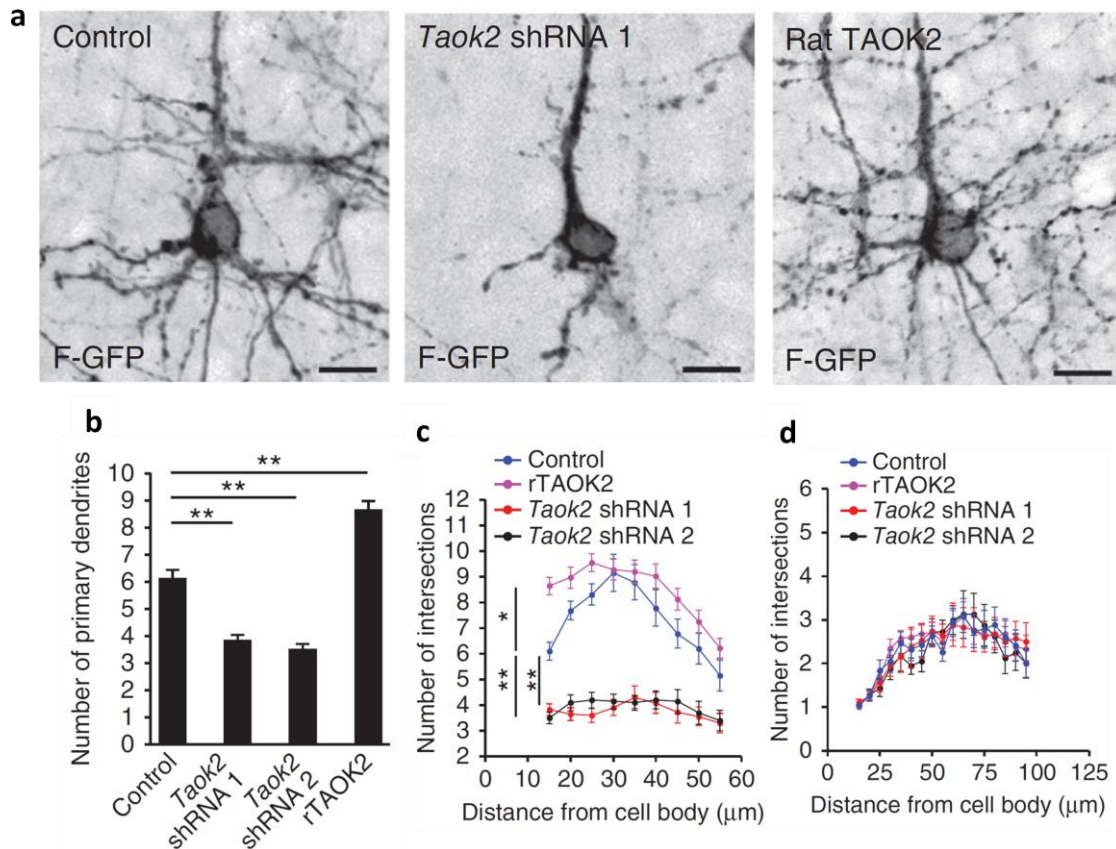 a
Control
Taok2 shRNA 1
Rat TAOK2
F-GFP
F-GFP
F-GFP
b
Number of primary dendrites
10
9
8
7
6
5
4
3
2
1
0
**
**
**
Control
Taok2
shRNA 1
Taok2
shRNA 2
rTAOK2
c
Control
rTAOK2
Taok2 shRNA 1
Taok2 shRNA 2
Number of intersections
12
11
10
9
8
7
6
5
4
3
2
*
**
**
0 10 20 30 40 50 60
Distance from cell body (μm)
d
Control
rTAOK2
Taok2 shRNA 1
Taok2 shRNA 2
Number of intersections
6
5
4
3
2
1
0
0 25 50 75 100 125
Distance from cell body (μm)